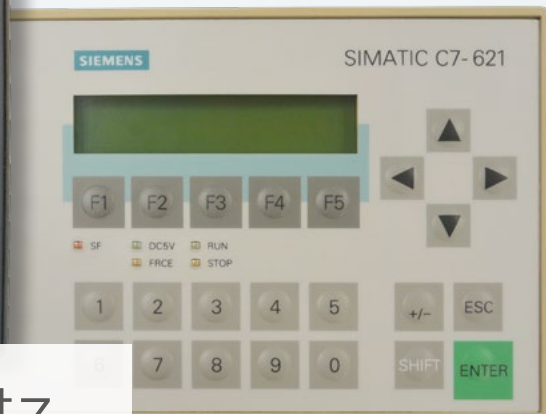 SIEMENS
SIMATIC C7-621
F1 F2 F3 F4 F5
SF DC5V RUN
FRCE STOP
1 2 3 4 5 +/- ESC
6 7 8 9 0 SHIFT ENTER